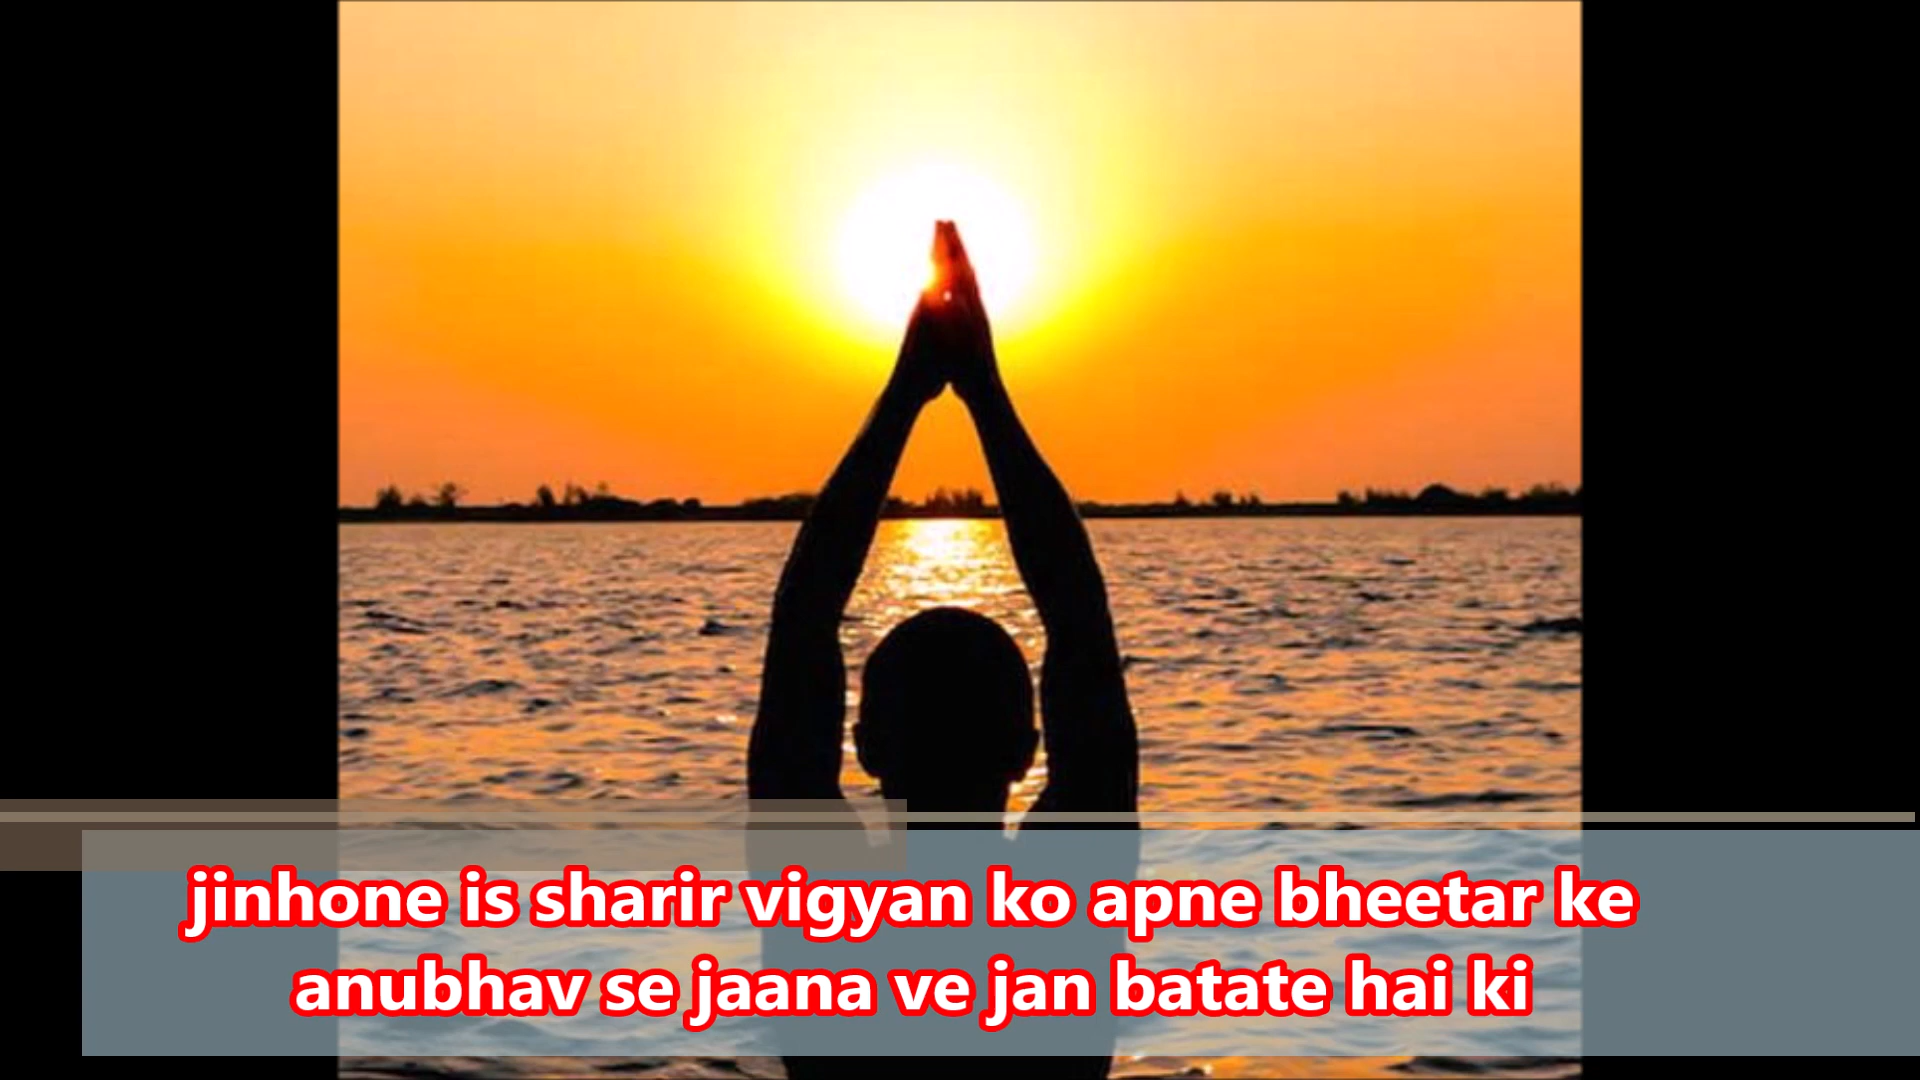 jinhone is sharir vigyan ko apne bheetar ke
anubhav se jaana ve jan batate hai ki